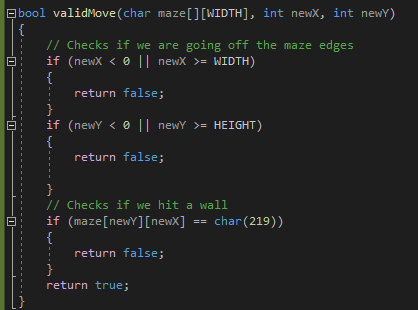 bool validMove(char maze[][WIDTH], int newX, int newY)
{
    // Checks if we are going off the maze edges
    if (newX < 0 || newX >= WIDTH)
    {
        return false;
    }
    if (newY < 0 || newY >= HEIGHT)
    {
        return false;

    }
    // Checks if we hit a wall
    if (maze[newY][newX] == char(219))
    {
        return false;
    }
    return true;
}